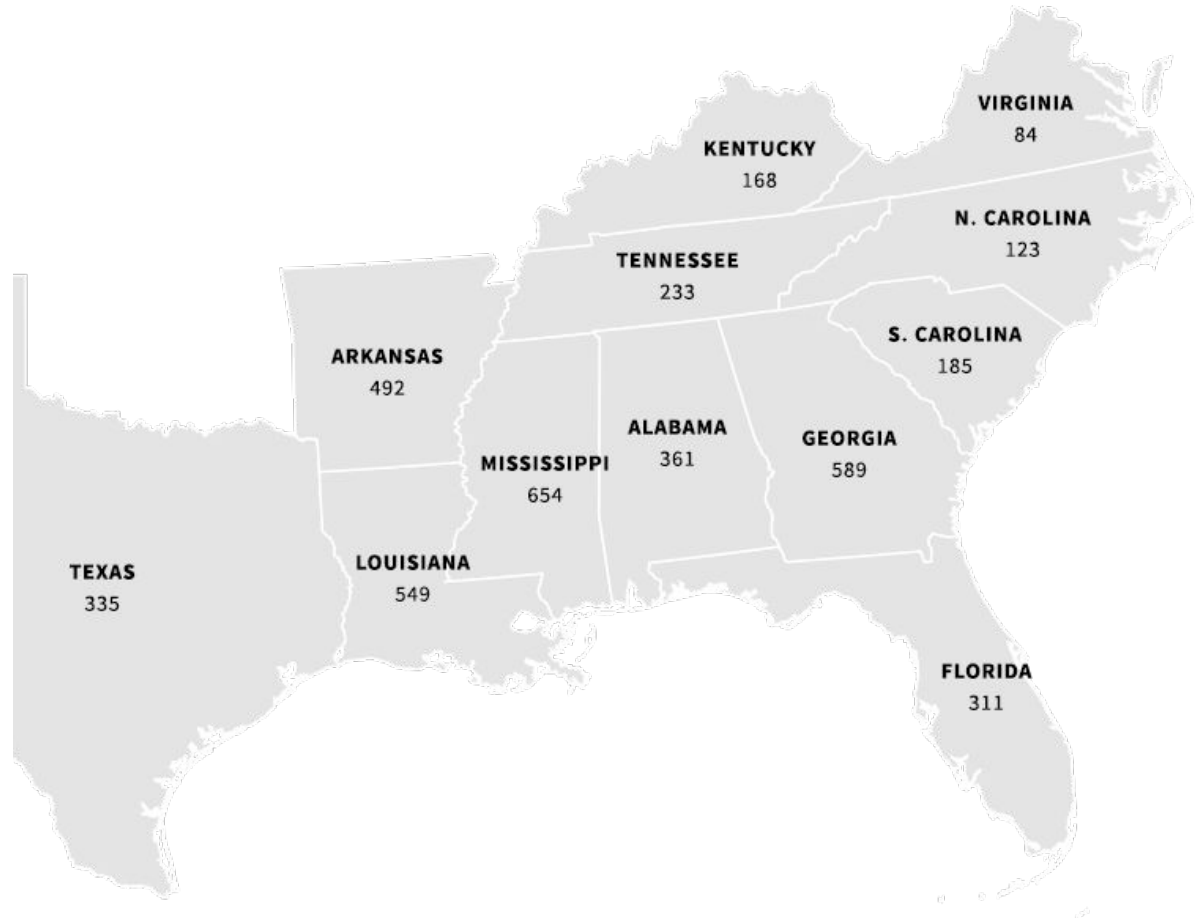 VIRGINIA
84
KENTUCKY
168
N. CAROLINA
123
TENNESSEE
233
S. CAROLINA
185
ARKANSAS
492
ALABAMA
361
GEORGIA
589
MISSISSIPPI
654
LOUISIANA
549
TEXAS
335
FLORIDA
311